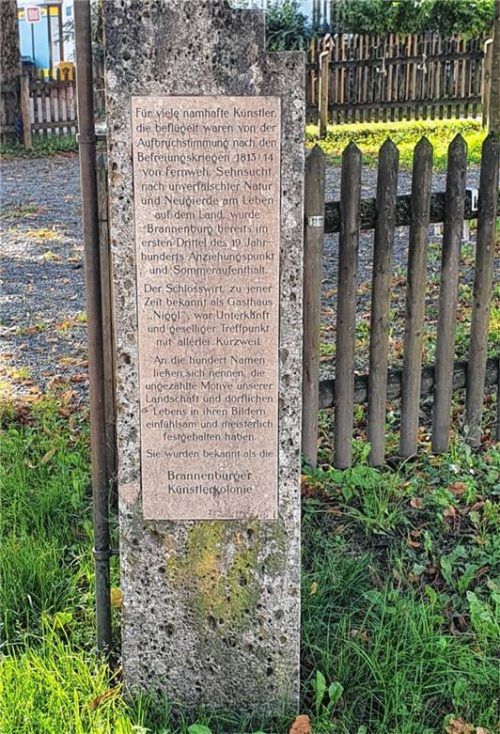 Für viele namhafte Künstler,
die beflügelt waren von der
Aufbruchstimmung nach den
Befreiungskriegen 1813/14
von Fernweh, Sehnsucht
nach unverfälschter Natur
und Neugierde am Leben
auf dem Land, wurde
Brannenburg bereits im
ersten Drittel des 19. Jahr-
hunderts Anziehungspunkt
und Sommeraufenthalt.
Der Schlosswirt, zu jener
Zeit bekannt als Gasthaus
„Niggl“, war Unterkunft
und geselliger Treffpunkt
mit allerlei Kurzweil.
An die hundert Namen
ließen sich nennen, die
ungezählte Motive unserer
Landschaft und dörflichen
Lebens in ihren Bildern
einfühlsam und meisterlich
festgehalten haben.
Sie wurden bekannt als die
Brannenburger
Künstlerkolonie